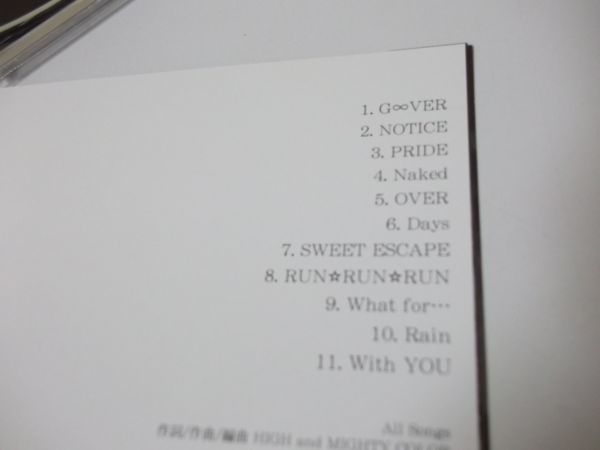 1. G∞VER
2. NOTICE
3. PRIDE
4. Naked
5. OVER
6. Days
7. SWEET ESCAPE
8. RUN☆RUN☆RUN
9. What for…
10. Rain
11. With YOU
All Songs
作詞/作曲/編曲 HIGH and MIGHTY COLOR